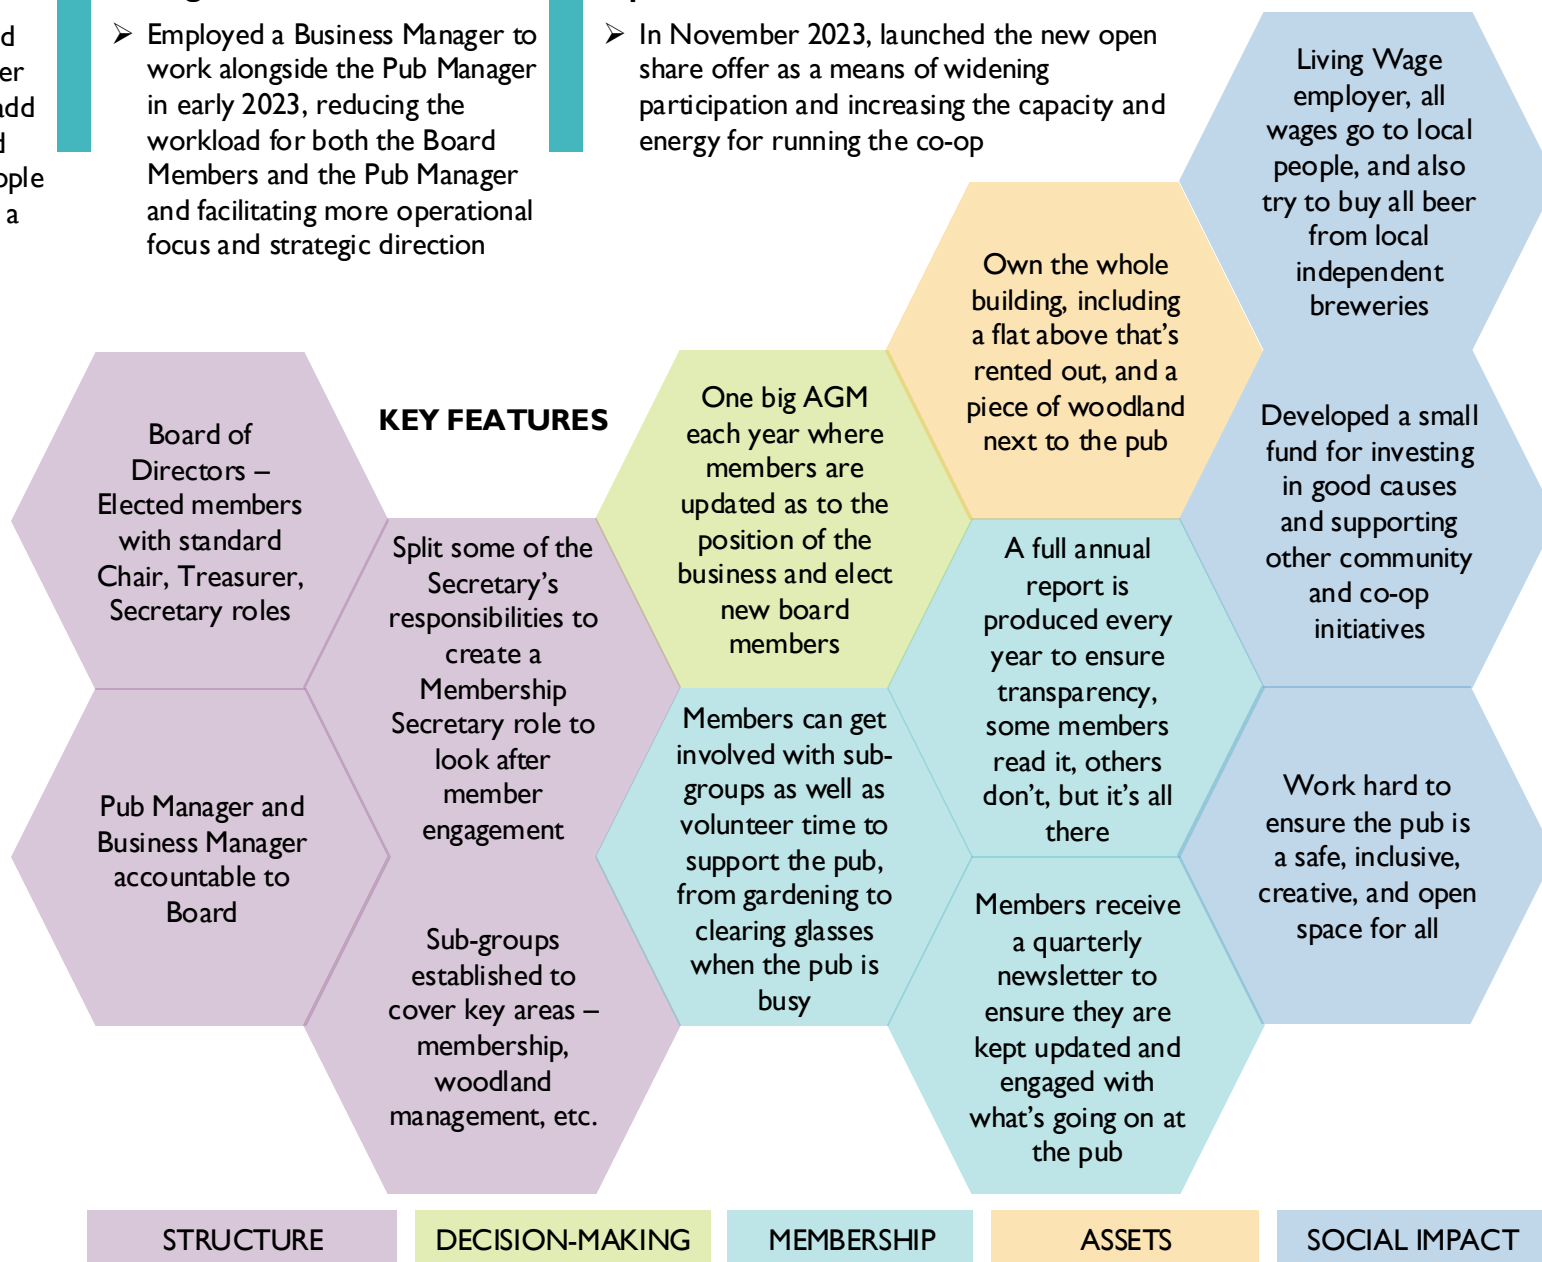 d
er
add
d
ople
a
➢ Employed a Business Manager to
work alongside the Pub Manager
in early 2023, reducing the
workload for both the Board
Members and the Pub Manager
and facilitating more operational
focus and strategic direction
➢ In November 2023, launched the new open
share offer as a means of widening
participation and increasing the capacity and
energy for running the co-op
KEY FEATURES
Board of
Directors –
Elected members
with standard
Chair, Treasurer,
Secretary roles
Pub Manager and
Business Manager
accountable to
Board
Split some of the
Secretary's
responsibilities to
create a
Membership
Secretary role to
look after
member
engagement
Sub-groups
established to
cover key areas –
membership,
woodland
management, etc.
One big AGM
each year where
members are
updated as to the
position of the
business and elect
new board
members
Members can get
involved with sub-
groups as well as
volunteer time to
support the pub,
from gardening to
clearing glasses
when the pub is
busy
Own the whole
building, including
a flat above that's
rented out, and a
piece of woodland
next to the pub
A full annual
report is
produced every
year to ensure
transparency,
some members
read it, others
don't, but it's all
there
Members receive
a quarterly
newsletter to
ensure they are
kept updated and
engaged with
what's going on at
the pub
Living Wage
employer, all
wages go to local
people, and also
try to buy all beer
from local
independent
breweries
Developed a small
fund for investing
in good causes
and supporting
other community
and co-op
initiatives
Work hard to
ensure the pub is
a safe, inclusive,
creative, and open
space for all
STRUCTURE
DECISION-MAKING
MEMBERSHIP
ASSETS
SOCIAL IMPACT